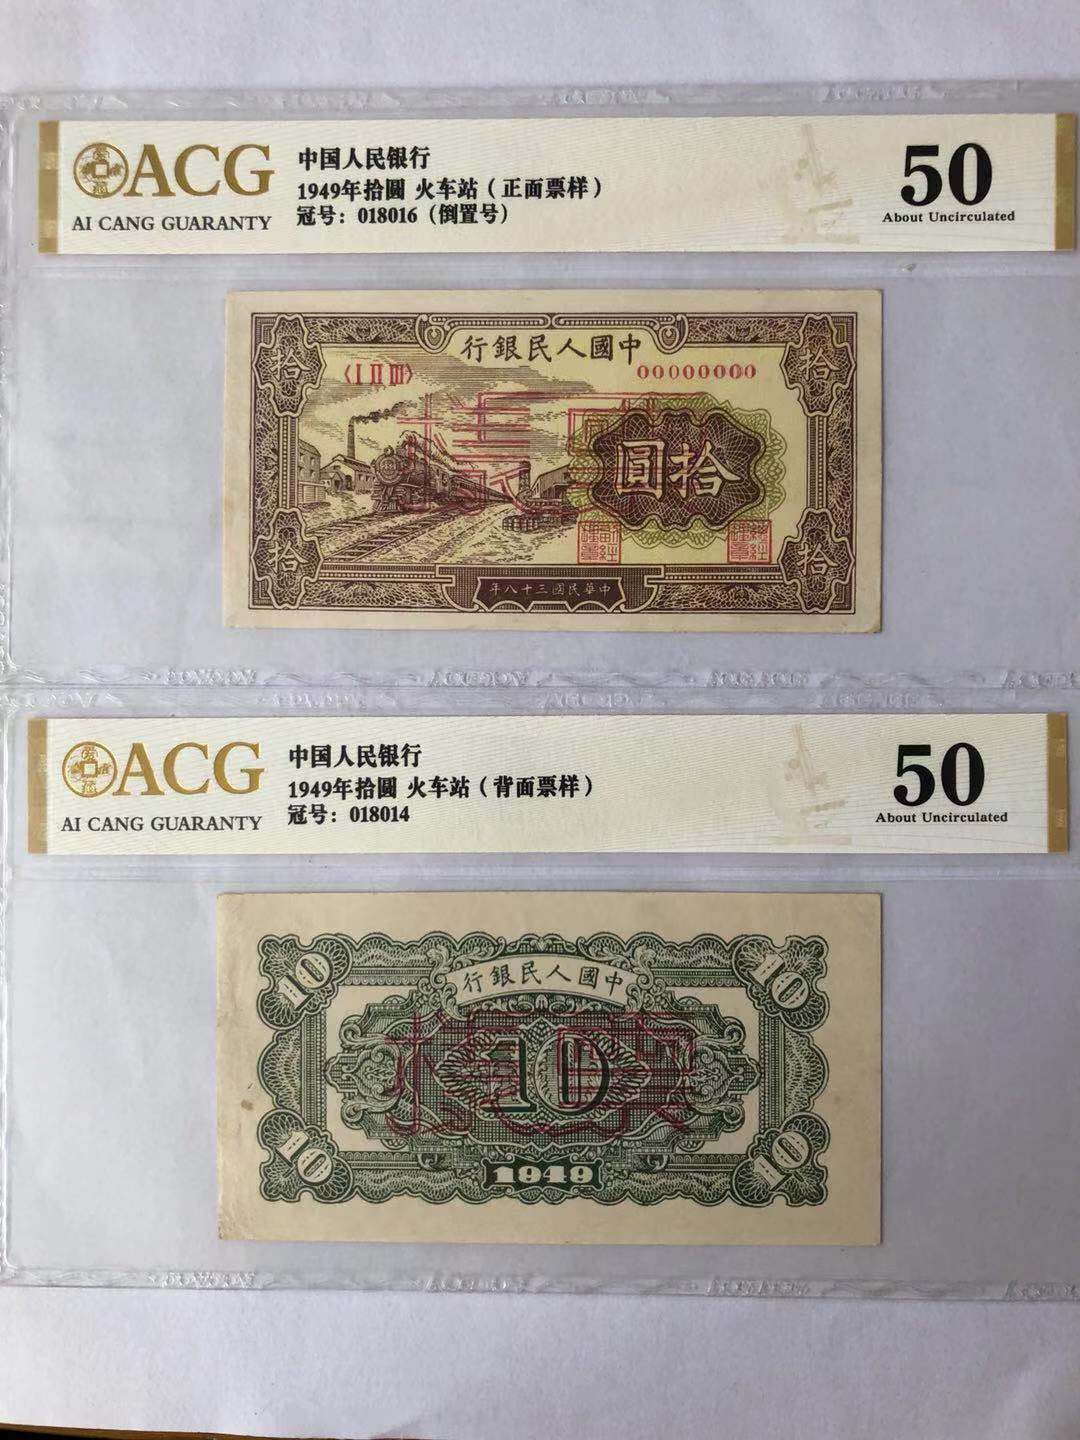 ACG
AI CANG GUARANTY
中国人民银行
1949年拾圆 火车站（正面票样）
冠号：018016（倒置号）
50
About Uncirculated
行銀民人國中
〈I II III〉
00000000
拾
拾
票樣
圓拾
拾
拾
年八十三國民華中
ACG
AI CANG GUARANTY
中国人民银行
1949年拾圆 火车站（背面票样）
冠号：018014
50
About Uncirculated
行銀民人國中
10
10
票樣
10
10
10
1949